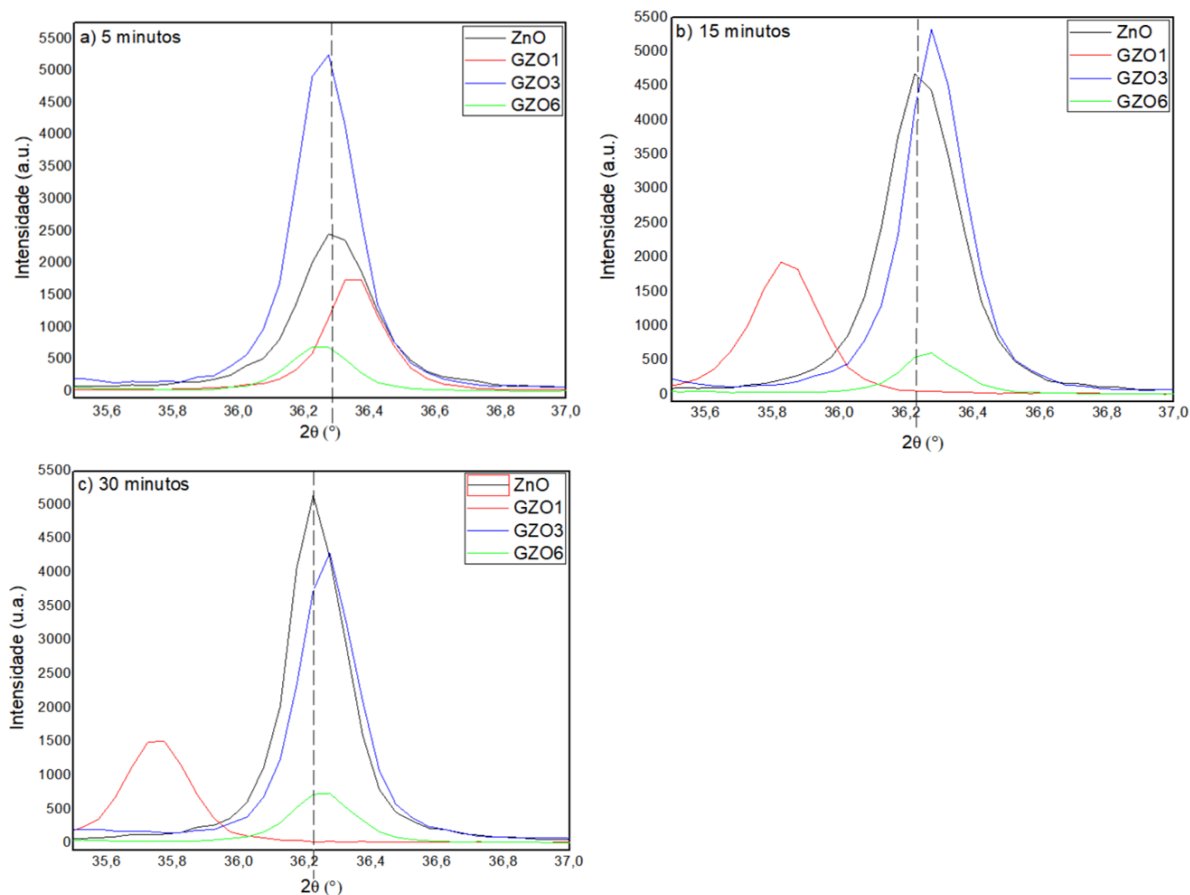 a) 5 minutos
ZnO
GZO1
GZO3
GZO6
Intensidade (a.u.)
5500
5000
4500
4000
3500
3000
2500
2000
1500
1000
500
0
35,6 35,8 36,0 36,2 36,4 36,6 36,8 37,0
2θ (°)
b) 15 minutos
ZnO
GZO1
GZO3
GZO6
Intensidade (a.u.)
5500
5000
4500
4000
3500
3000
2500
2000
1500
1000
500
0
35,6 35,8 36,0 36,2 36,4 36,6 36,8 37,0
2θ (°)
c) 30 minutos
ZnO
GZO1
GZO3
GZO6
Intensidade (u.a.)
5500
5000
4500
4000
3500
3000
2500
2000
1500
1000
500
0
35,6 35,8 36,0 36,2 36,4 36,6 36,8 37,0
2θ (°)